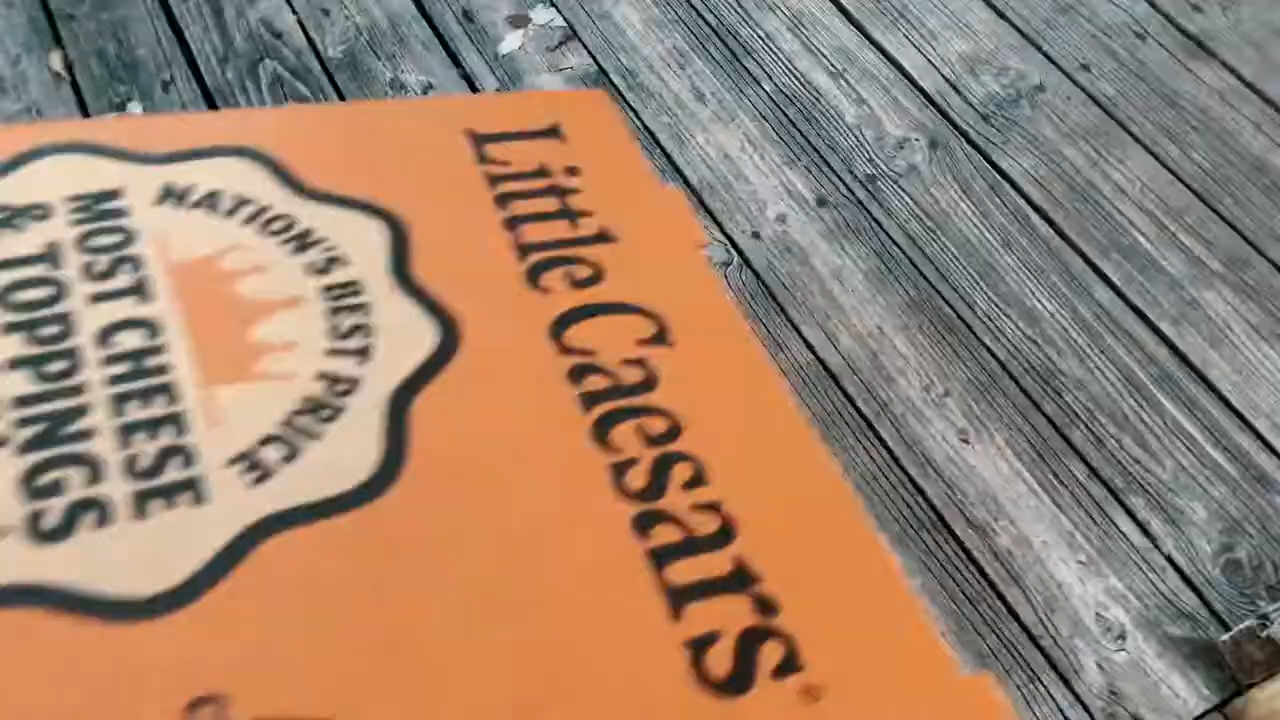 Little Caesars®
NATION'S BEST PRICE
MOST CHEESE
& TOPPINGS